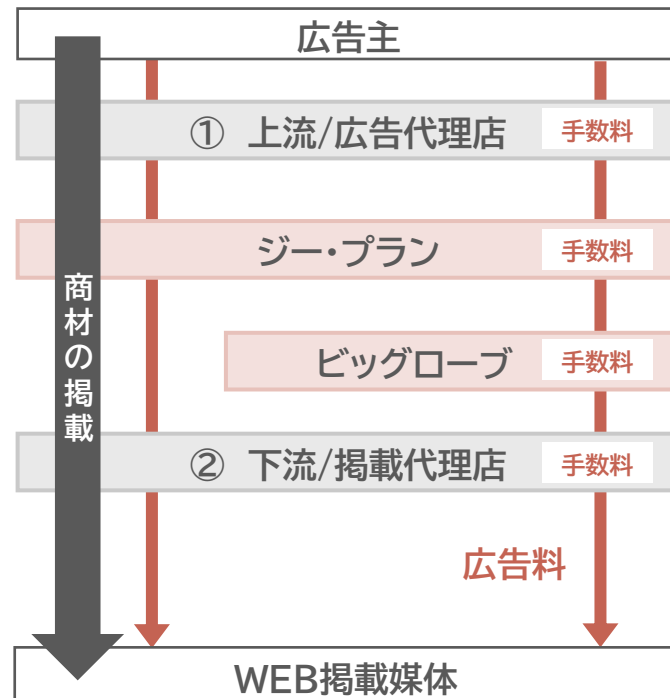 広告主
① 上流/広告代理店 手数料
ジー・プラン 手数料
商材の掲載
ビッグローブ 手数料
② 下流/掲載代理店 手数料
広告料
WEB掲載媒体